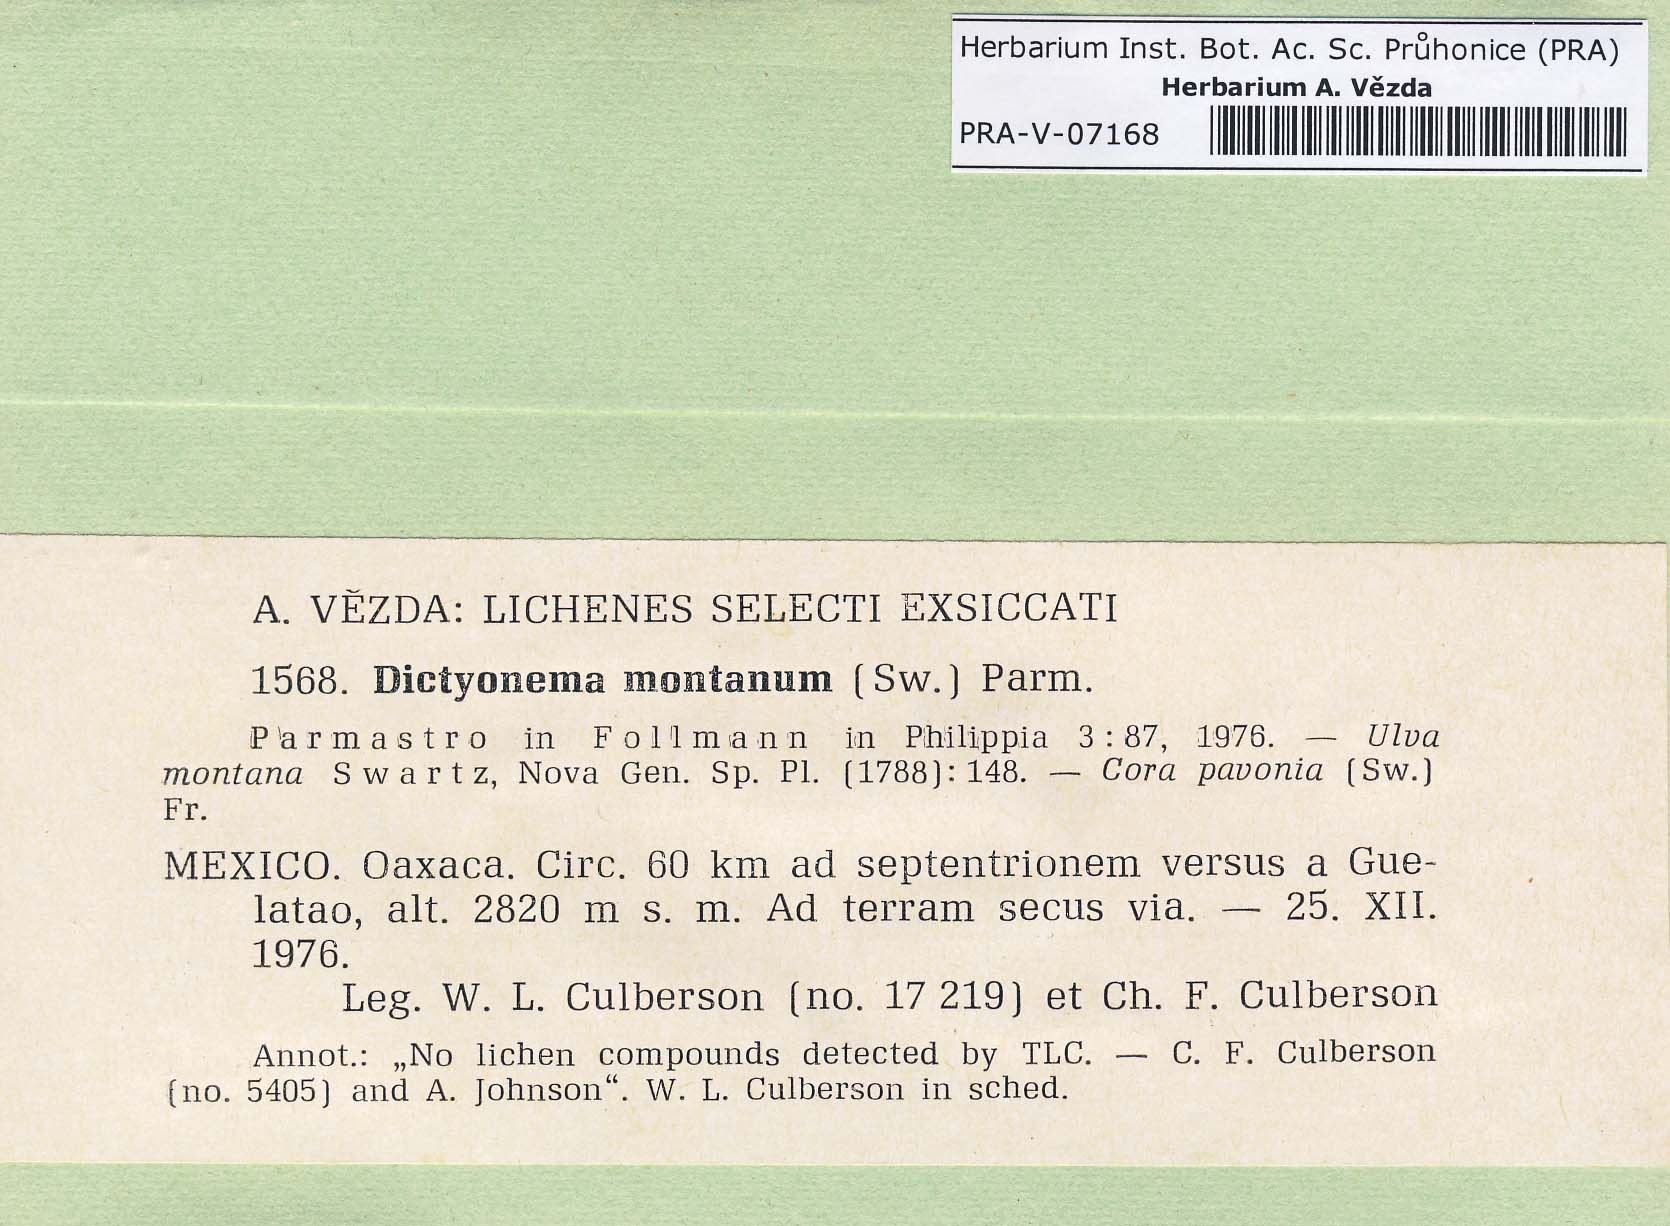 Herbarium Inst. Bot. Ac. Sc. Průhonice (PRA)
Herbarium A. Vězda
PRA-V-07168
A. VĚZDA: LICHENES SELECTI EXSICCATI
1568. Dictyonema montanum (Sw.) Parm.
Parmastro in Follmann in Philippia 3 : 87, 1976. — Ulva
montana Swartz, Nova Gen. Sp. Pl. (1788): 148. — Cora pavonia (Sw.)
Fr.
MEXICO. Oaxaca. Circ. 60 km ad septentrionem versus a Gue-
latao, alt. 2820 m s. m. Ad terram secus via. — 25. XII.
1976.
Leg. W. L. Culberson (no. 17 219) et Ch. F. Culberson
Annot.: „No lichen compounds detected by TLC. — C. F. Culberson
(no. 5405) and A. Johnson“. W. L. Culberson in sched.